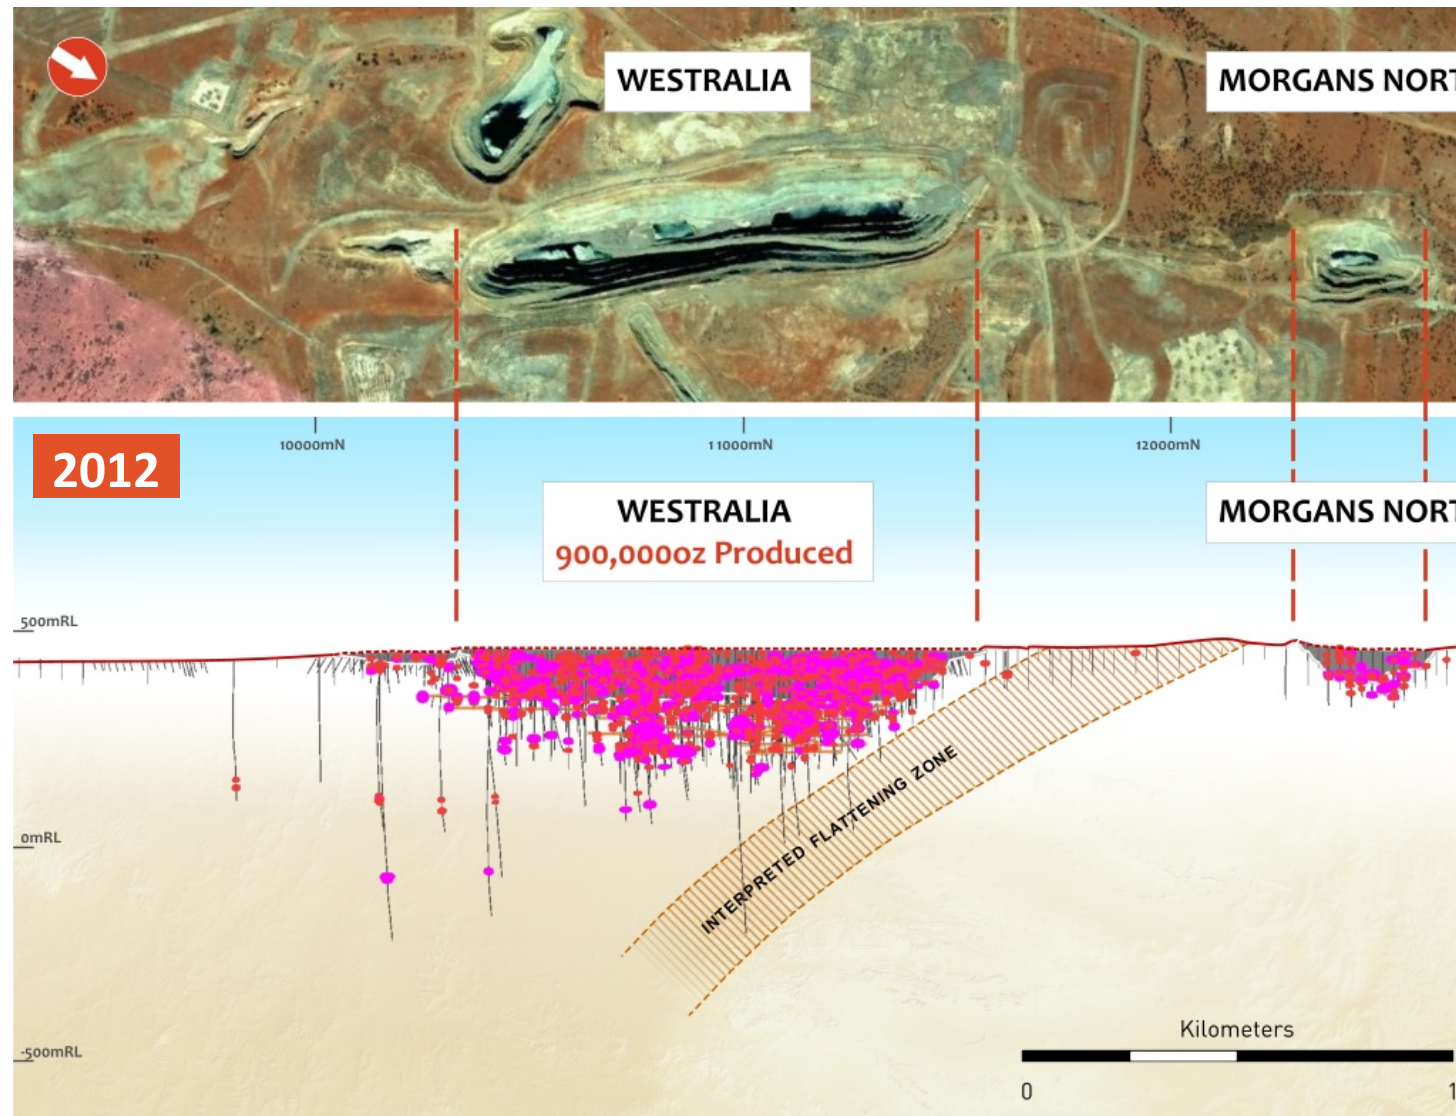 WESTRALIA
MORGANS NORT
10000mN
11000mN
12000mN
2012
WESTRALIA
900,000oz Produced
MORGANS NORT
500mRL
0mRL
INTERPRETED FLATTENING ZONE
-500mRL
Kilometers
0
1